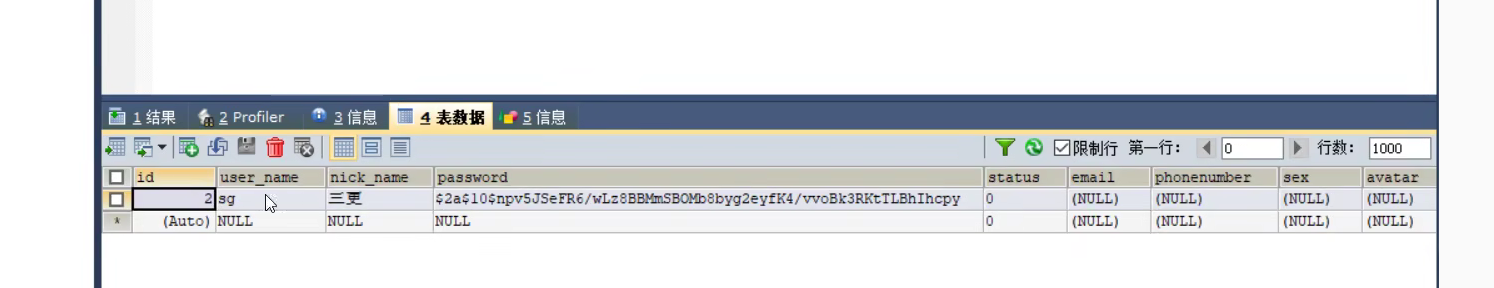 1 结果 2 Profiler 3 信息 4 表数据 5 信息
限制行 第一行: 0 行数: 1000
id user_name nick_name password status email phonenumber sex avatar
2 sg 三更 $2a$10$npv5JSeFR6/wLz8BBMmSBOMb8byg2eyfK4/vvoBk3RKtTLBhIhcpy 0 (NULL) (NULL) (NULL) (NULL)
* (Auto) NULL NULL NULL 0 (NULL) (NULL) (NULL) (NULL)